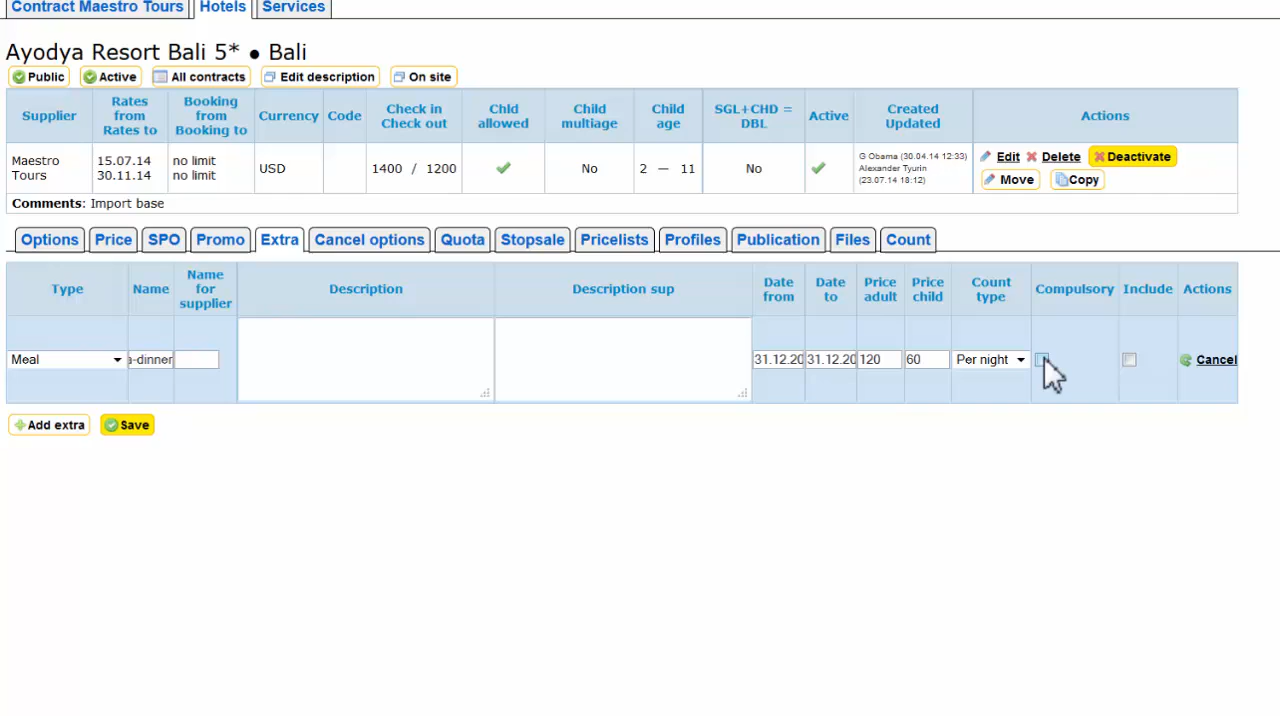 Contract Maestro Tours Hotels Services
Ayodya Resort Bali 5* ● Bali
Public Active All contracts Edit description On site
Supplier
Rates from Rates to
Booking from Booking to
Currency
Code
Check in Check out
Chld allowed
Child multiage
Child age
SGL+CHD = DBL
Active
Created Updated
Actions
Maestro Tours
15.07.14
30.11.14
no limit
no limit
USD
1400 / 1200
No
2 — 11
No
G Obama (30.04.14 12:33)
Alexander Tyurin
(23.07.14 18:12)
Edit Delete Deactivate
Move Copy
Comments: Import base
Options Price SPO Promo Extra Cancel options Quota Stopsale Pricelists Profiles Publication Files Count
Type
Name
Name for supplier
Description
Description sup
Date from
Date to
Price adult
Price child
Count type
Compulsory
Include
Actions
Meal
a-dinner
31.12.20
31.12.20
120
60
Per night
Cancel
Add extra Save